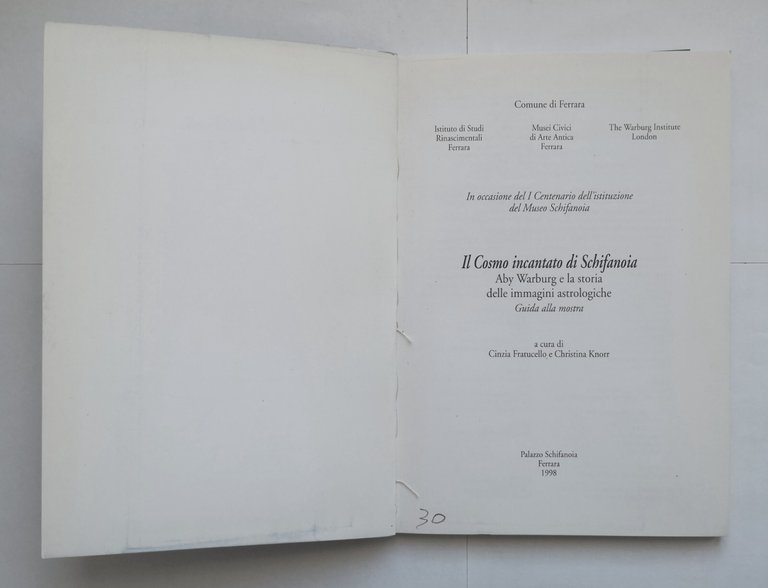 Comune di Ferrara
Istituto di Studi
Rinascimentali
Ferrara
Musei Civici
di Arte Antica
Ferrara
The Warburg Institute
London
In occasione del I Centenario dell'istituzione
del Museo Schifanoia
Il Cosmo incantato di Schifanoia
Aby Warburg e la storia
delle immagini astrologiche
Guida alla mostra
a cura di
Cinzia Fratucello e Christina Knorr
Palazzo Schifanoia
Ferrara
1998
30